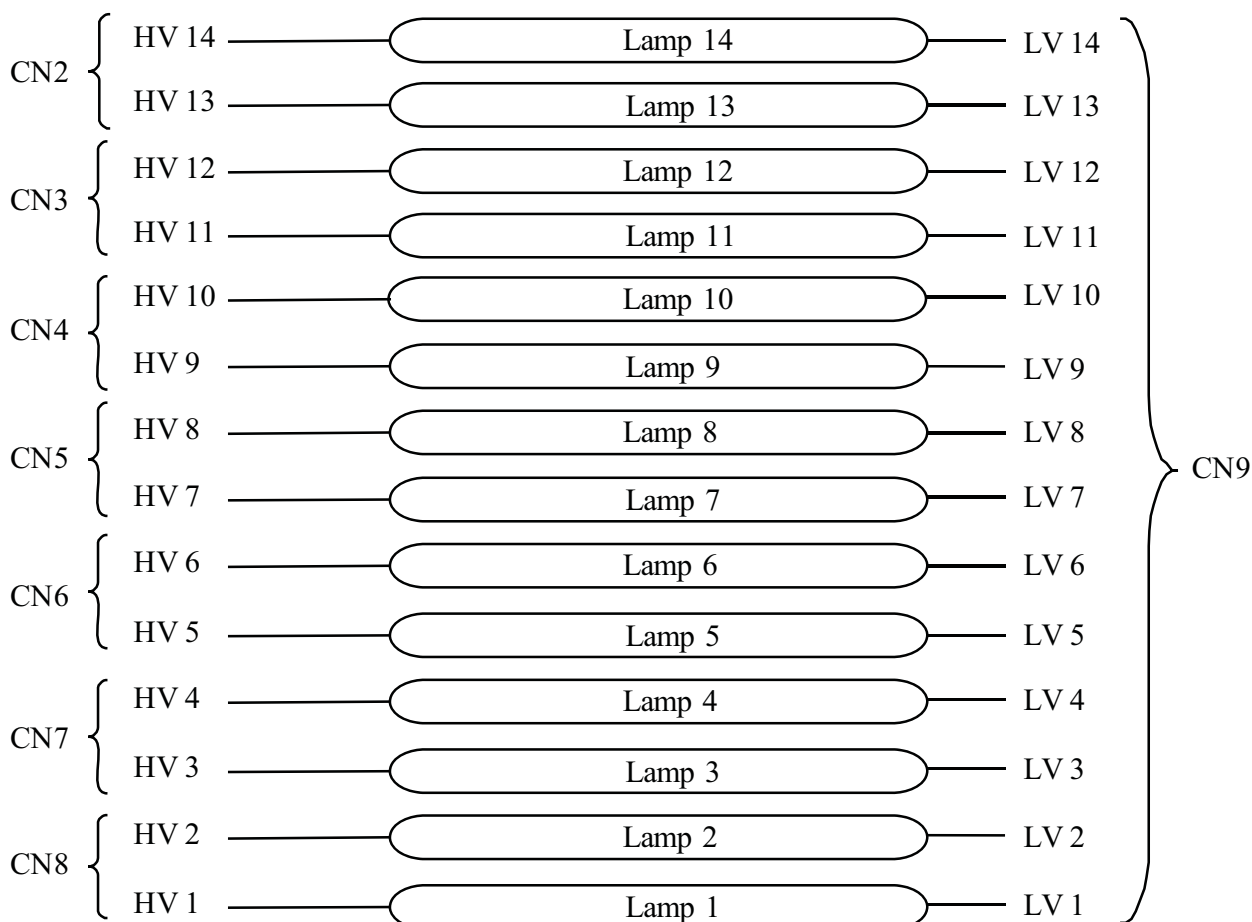 HV 14 Lamp 14 LV 14
CN2
HV 13 Lamp 13 LV 13
HV 12 Lamp 12 LV 12
CN3
HV 11 Lamp 11 LV 11
HV 10 Lamp 10 LV 10
CN4
HV 9 Lamp 9 LV 9
HV 8 Lamp 8 LV 8
CN5
CN9
HV 7 Lamp 7 LV 7
HV 6 Lamp 6 LV 6
CN6
HV 5 Lamp 5 LV 5
HV 4 Lamp 4 LV 4
CN7
HV 3 Lamp 3 LV 3
HV 2 Lamp 2 LV 2
CN8
HV 1 Lamp 1 LV 1